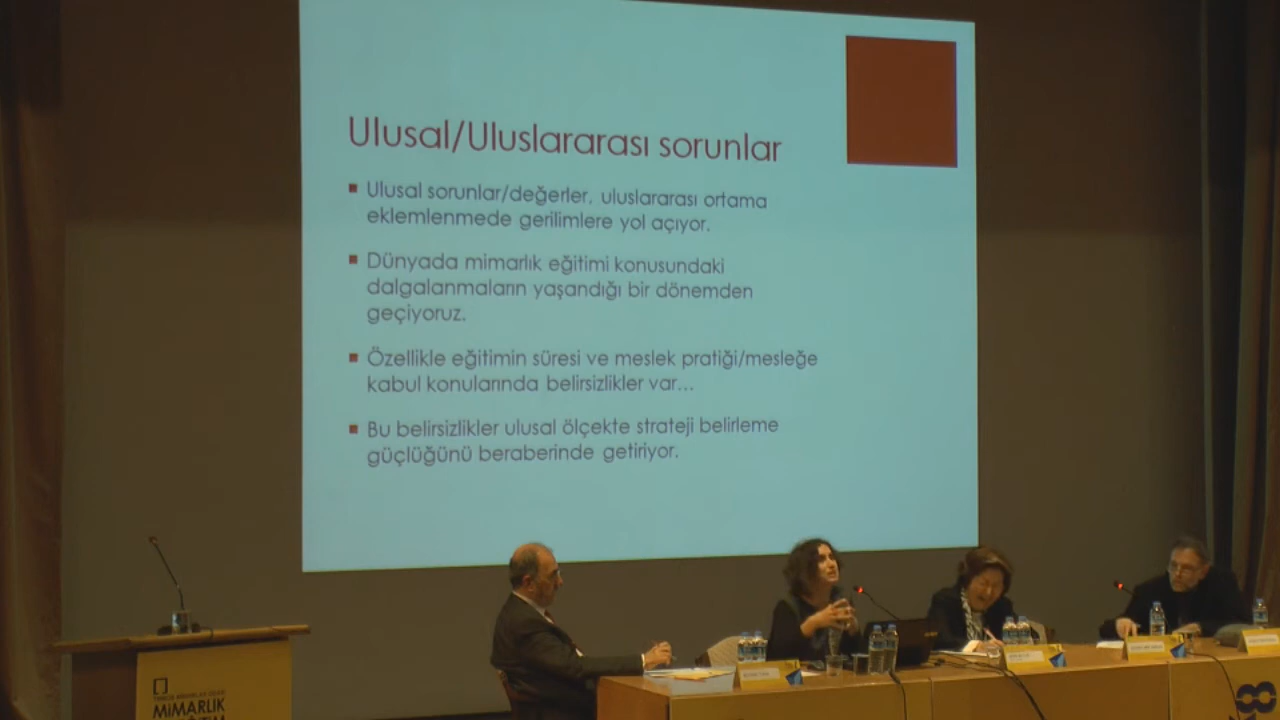 Ulusal/Uluslararası sorunlar
Ulusal sorunlar/değerler, uluslararası ortama
eklemlenmede gerilimlere yol açıyor.
Dünyada mimarlık eğitimi konusundaki
dalgalanmaların yaşandığı bir dönemden
geçiyoruz.
Özellikle eğitimin süresi ve meslek pratiği/mesleğe
kabul konularında belirsizlikler var...
Bu belirsizlikler ulusal ölçekte strateji belirleme
güçlüğünü beraberinde getiriyor.
MİMARLIK